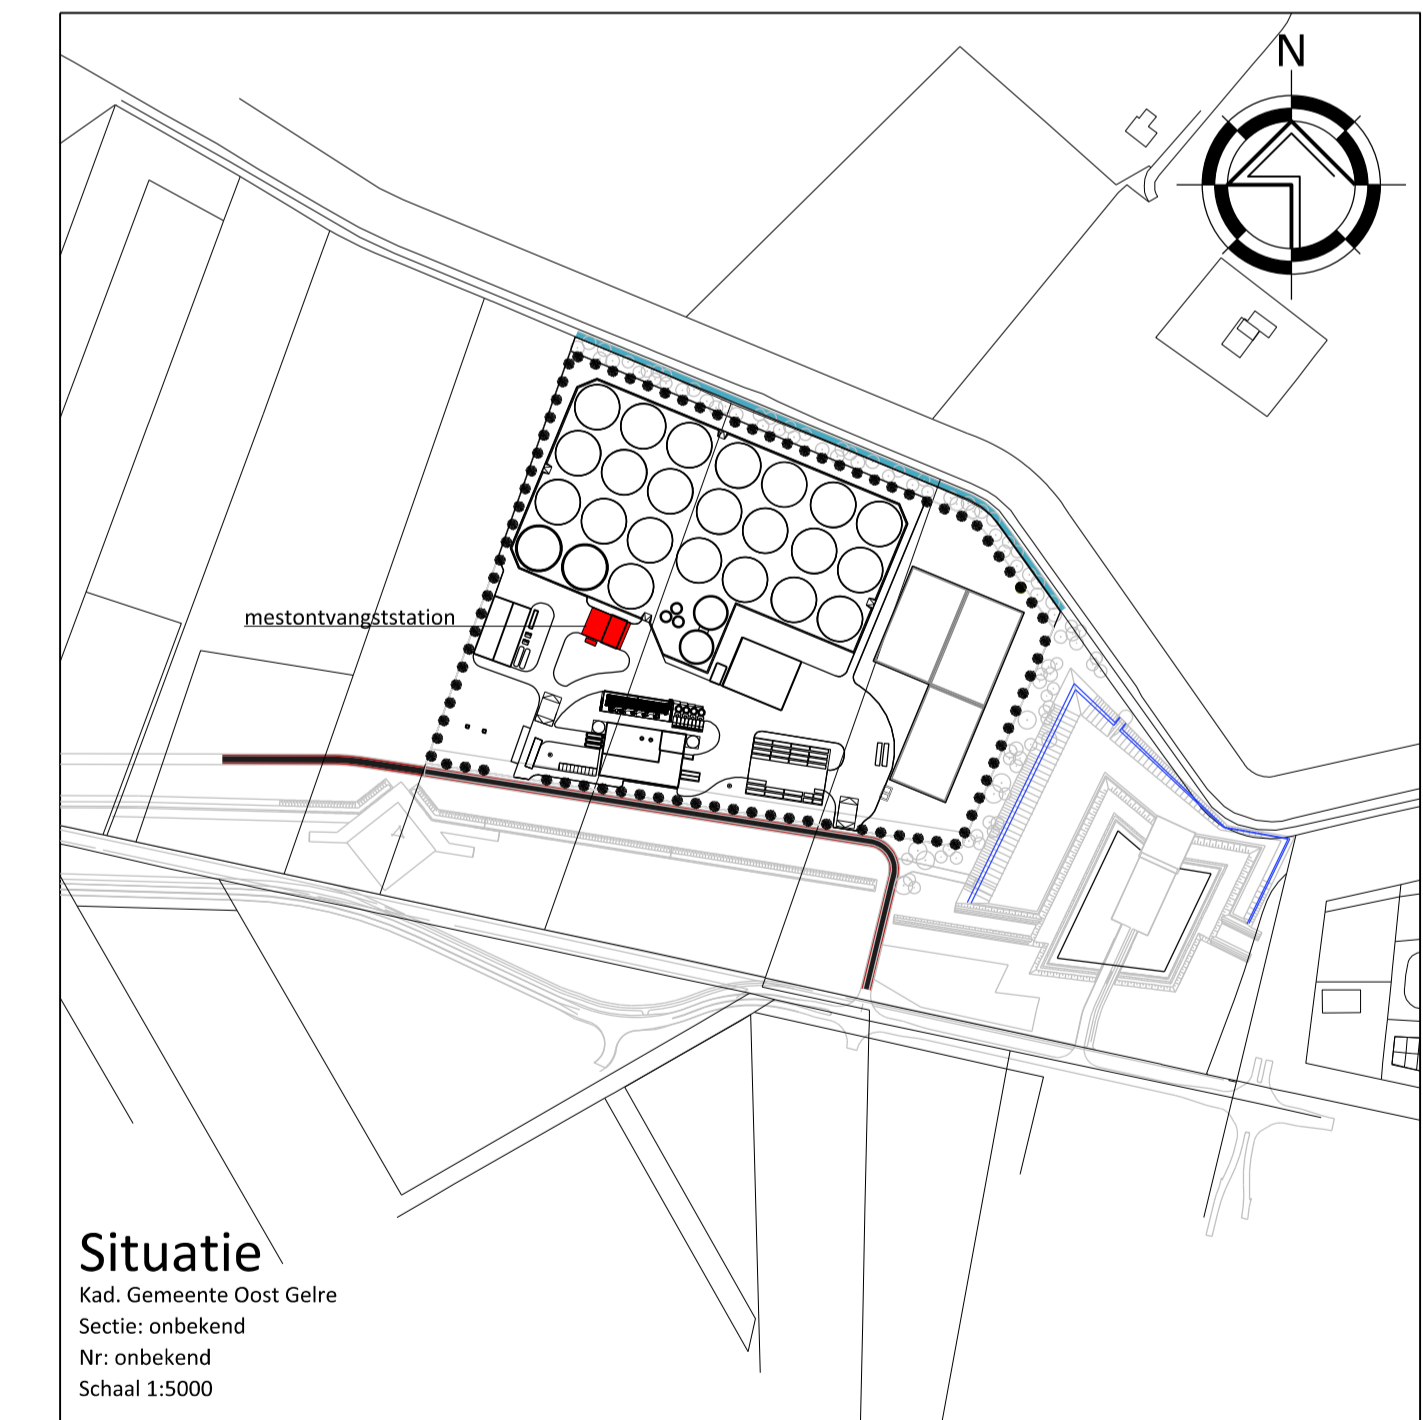 N
mestontvangststation
Situatie
Kad. Gemeente Oost Gelre
Sectie: onbekend
Nr: onbekend
Schaal 1:5000